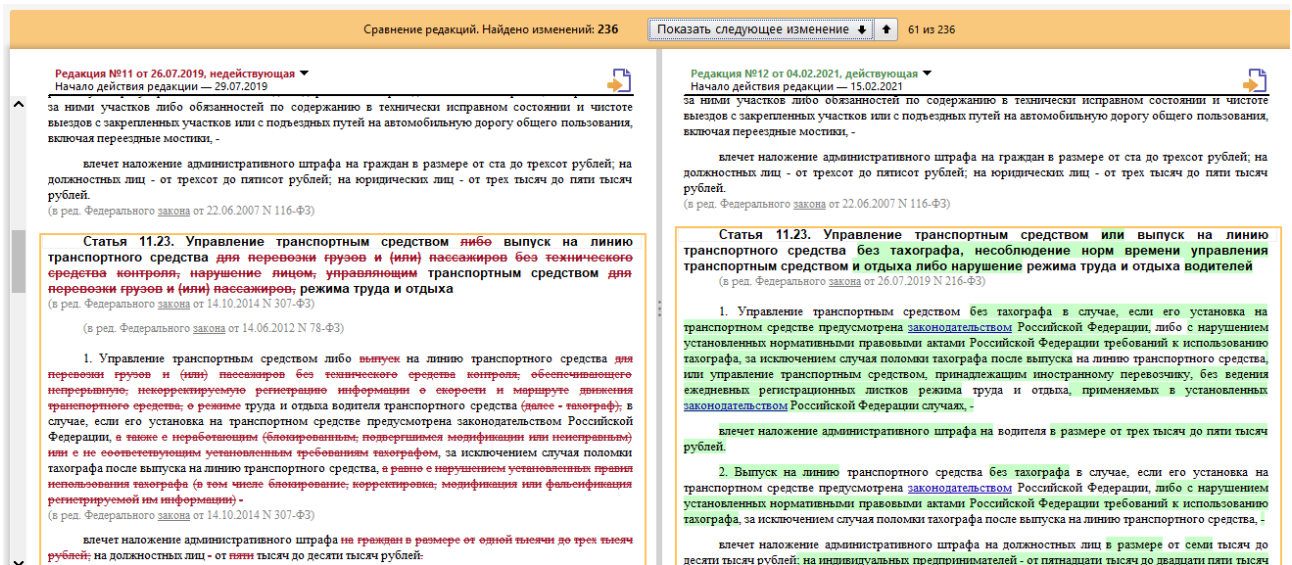 Сравнение редакций. Найдено изменений: 236
Показать следующее изменение
61 из 236
Редакция №11 от 26.07.2019, недействующая
Начало действия редакции — 29.07.2019
за ними участков либо обязанностей по содержанию в технически исправном состоянии и чистоте
выездов с закрепленных участков или с подъездных путей на автомобильную дорогу общего пользования,
включая переездные мостики, -
влечет наложение административного штрафа на граждан в размере от ста до трехсот рублей; на
должностных лиц - от трехсот до пятисот рублей; на юридических лиц - от трех тысяч до пяти тысяч
рублей.
(в ред. Федерального закона от 22.06.2007 N 116-ФЗ)
Статья 11.23. Управление транспортным средством либо выпуск на линию
транспортного средства для перевозки грузов и (или) пассажиров без технического
средства контроля, нарушение лицом, управляющим транспортным средством для
перевозки грузов и (или) пассажиров, режима труда и отдыха
(в ред. Федерального закона от 14.10.2014 N 307-ФЗ)
(в ред. Федерального закона от 14.06.2012 N 78-ФЗ)
1. Управление транспортным средством либо выпуск на линию транспортного средства для
перевозки грузов и (или) пассажиров без технического средства контроля, обеспечивающего
непрерывную, некорректируемую регистрацию информации о скорости и маршруте движения
транспортного средства, о режиме труда и отдыха водителя транспортного средства (далее - тахограф), в
случае, если его установка на транспортном средстве предусмотрена законодательством Российской
Федерации, а также с неработающим (блокированным, подвергшимся модификации или неисправным)
или с не соответствующим установленным требованиям тахографом, за исключением случая поломки
тахографа после выпуска на линию транспортного средства, а равно с нарушением установленных правил
использования тахографа (в том числе блокирование, корректировка, модификация или фальсификация
регистрируемой им информации) -
(в ред. Федерального закона от 14.10.2014 N 307-ФЗ)
влечет наложение административного штрафа на граждан в размере от одной тысячи до трех тысяч
рублей; на должностных лиц - от пяти тысяч до десяти тысяч рублей.
Редакция №12 от 04.02.2021, действующая
Начало действия редакции — 15.02.2021
за ними участков либо обязанностей по содержанию в технически исправном состоянии и чистоте
выездов с закрепленных участков или с подъездных путей на автомобильную дорогу общего пользования,
включая переездные мостики, -
влечет наложение административного штрафа на граждан в размере от ста до трехсот рублей; на
должностных лиц - от трехсот до пятисот рублей; на юридических лиц - от трех тысяч до пяти тысяч
рублей.
(в ред. Федерального закона от 22.06.2007 N 116-ФЗ)
Статья 11.23. Управление транспортным средством или выпуск на линию
транспортного средства без тахографа, несоблюдение норм времени управления
транспортным средством и отдыха либо нарушение режима труда и отдыха водителей
(в ред. Федерального закона от 26.07.2019 N 216-ФЗ)
1. Управление транспортным средством без тахографа в случае, если его установка на
транспортном средстве предусмотрена законодательством Российской Федерации, либо с нарушением
установленных нормативными правовыми актами Российской Федерации требований к использованию
тахографа, за исключением случая поломки тахографа после выпуска на линию транспортного средства,
или управление транспортным средством, принадлежащим иностранному перевозчику, без ведения
ежедневных регистрационных листков режима труда и отдыха, применяемых в установленных
законодательством Российской Федерации случаях, -
влечет наложение административного штрафа на водителя в размере от трех тысяч до пяти тысяч
рублей.
2. Выпуск на линию транспортного средства без тахографа в случае, если его установка на
транспортном средстве предусмотрена законодательством Российской Федерации, либо с нарушением
установленных нормативными правовыми актами Российской Федерации требований к использованию
тахографа, за исключением случая поломки тахографа после выпуска на линию транспортного средства, -
влечет наложение административного штрафа на должностных лиц в размере от семи тысяч до
десяти тысяч рублей; на индивидуальных предпринимателей - от пятнадцати тысяч до двадцати пяти тысяч